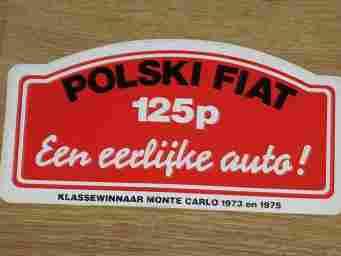 POLSKI FIAT
125p
Een eerlijke auto!
KLASSEWINNAAR MONTE CARLO 1973 en 1975